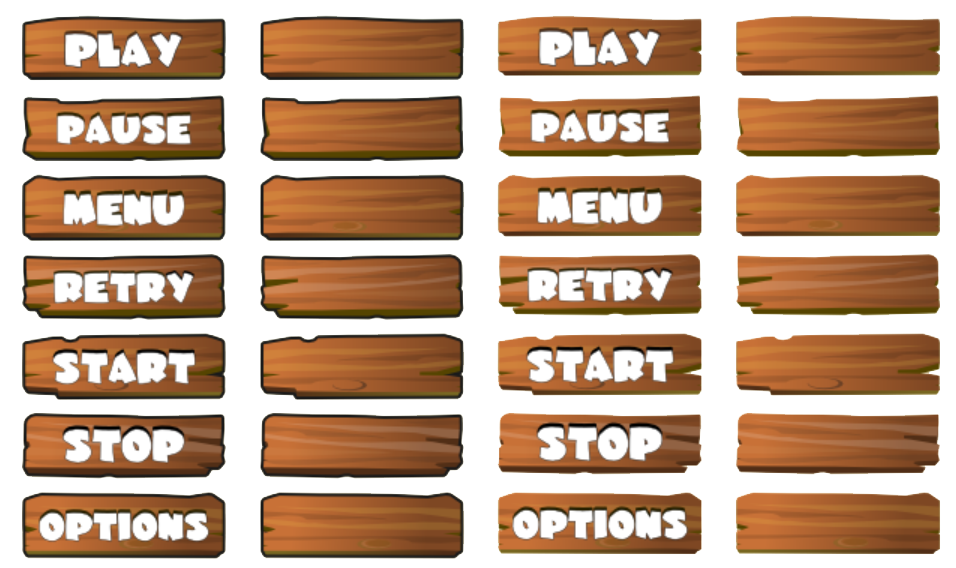 PLAY PLAY
PAUSE PAUSE
MENU MENU
RETRY RETRY
START START
STOP STOP
OPTIONS OPTIONS